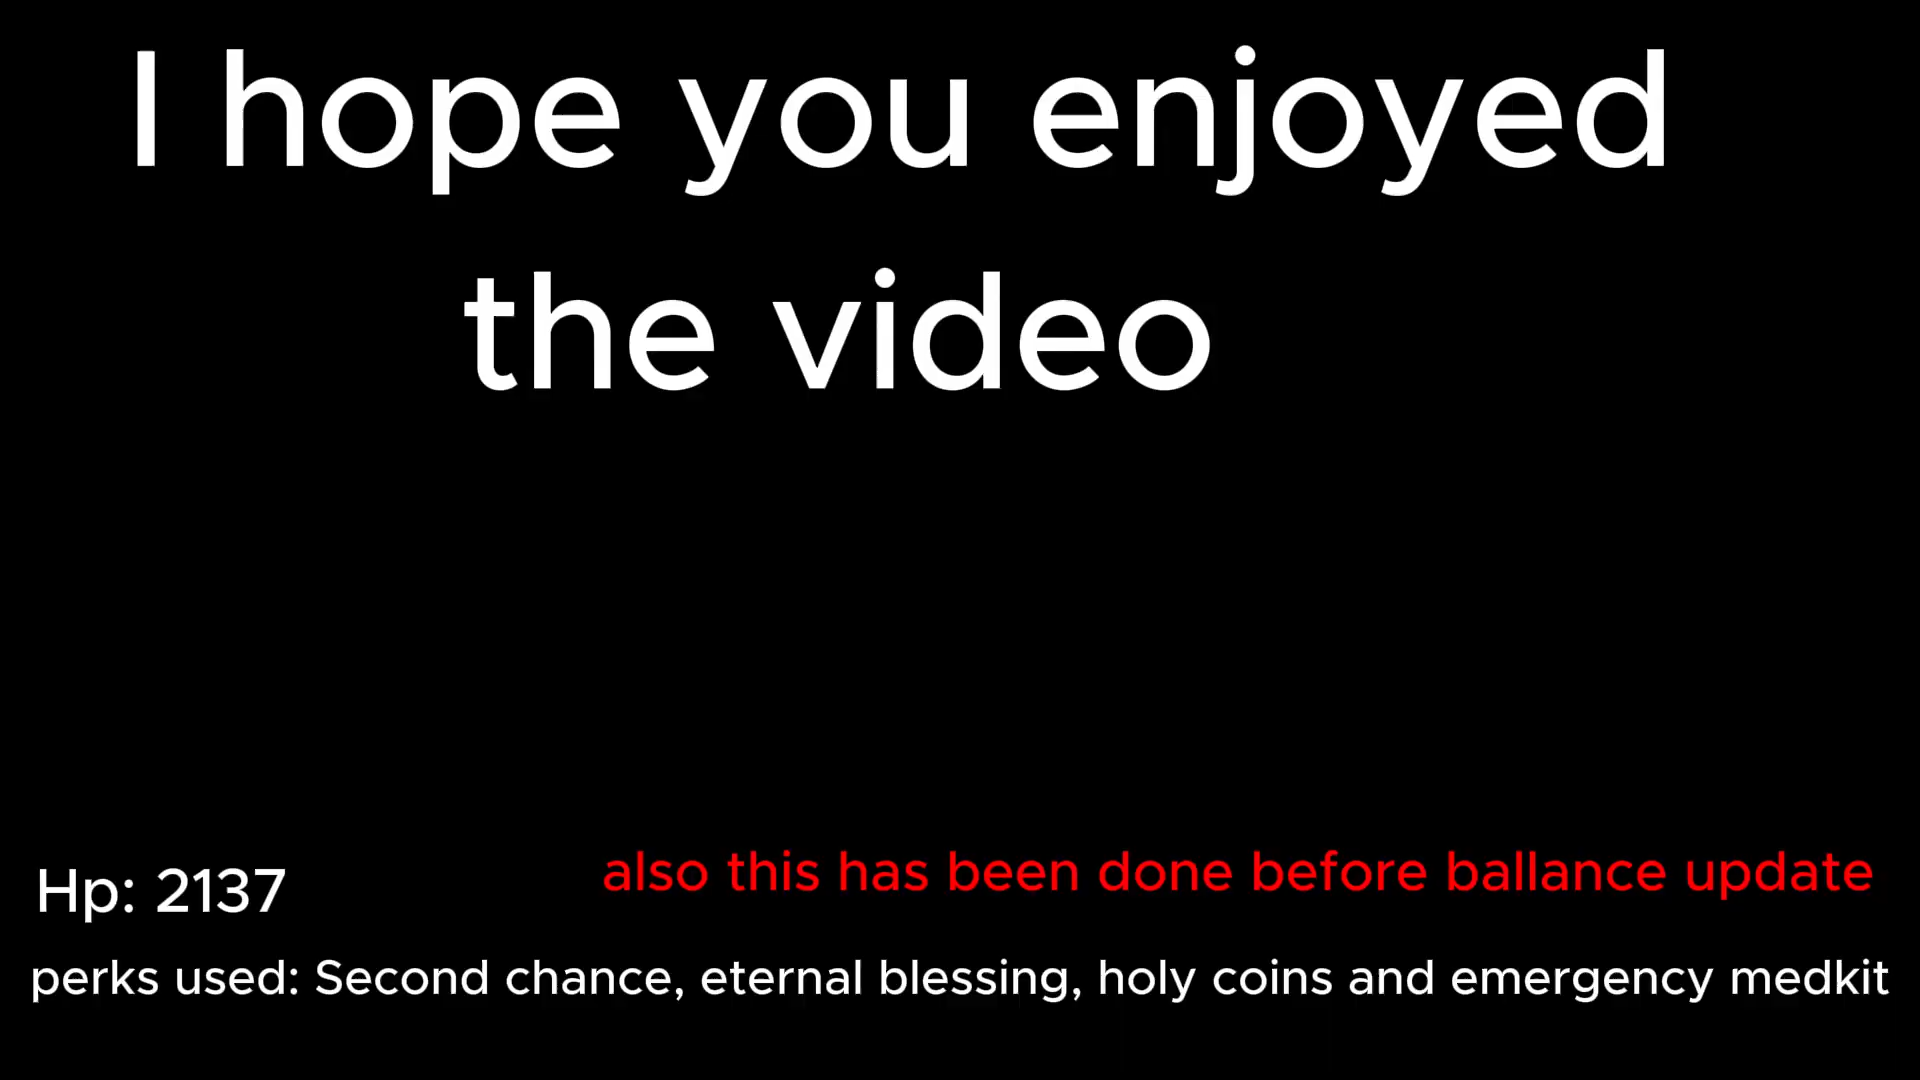 I hope you enjoyed
the video
also this has been done before ballance update
Hp: 2137
perks used: Second chance, eternal blessing, holy coins and emergency medkit